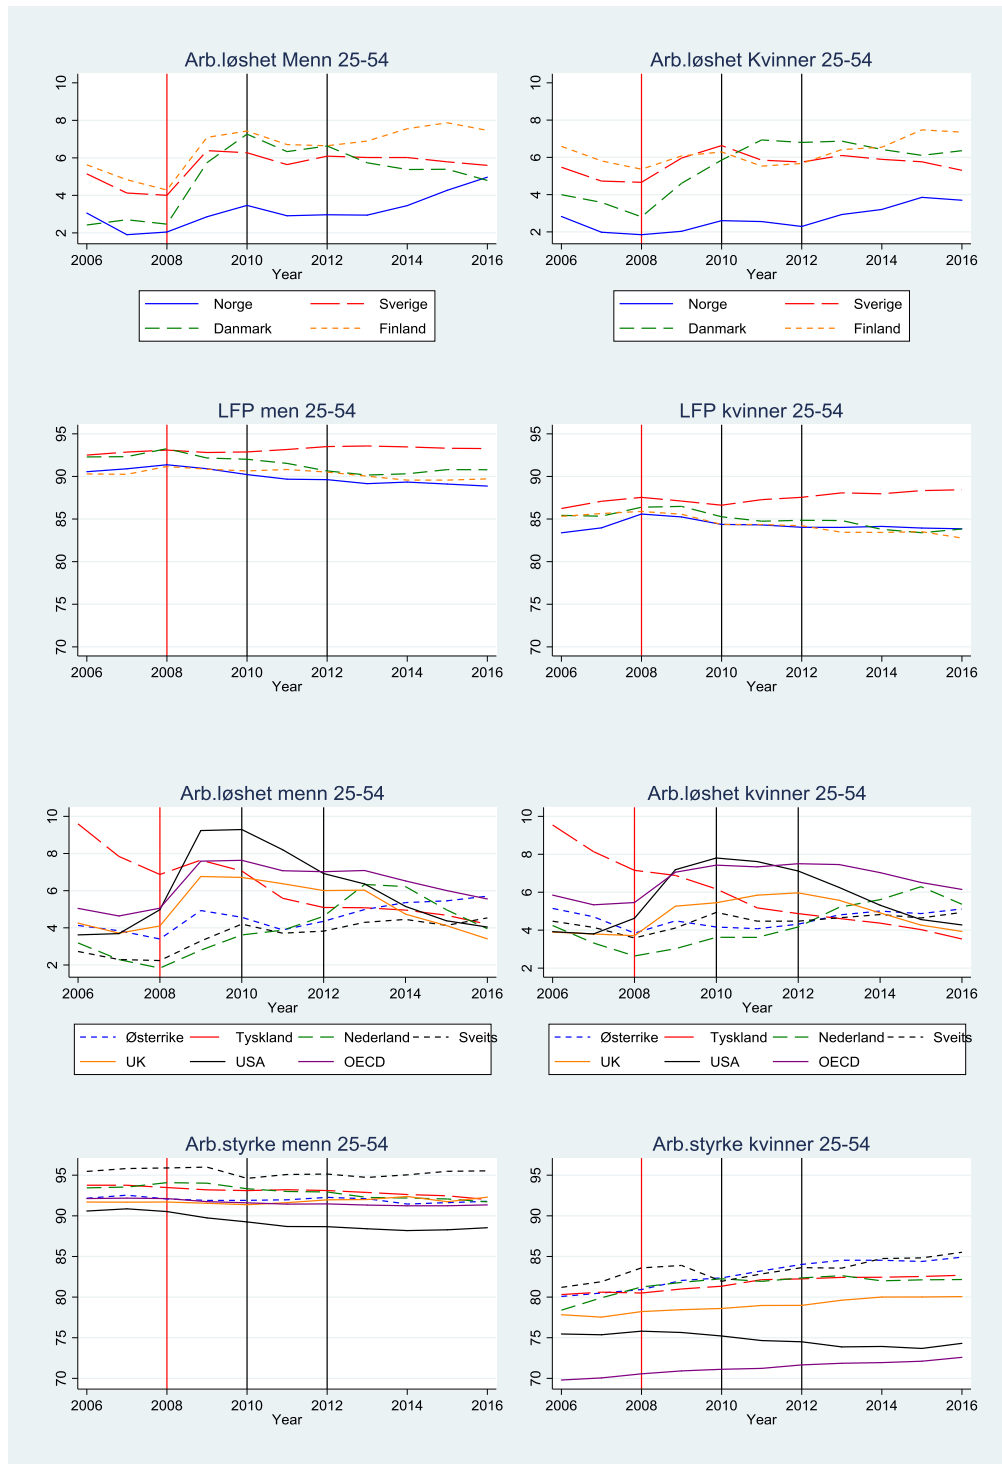 Arb.løshet Menn 25-54
10
8
6
4
2
2006 2008 2010 2012 2014 2016
Year
Norge Sverige
Danmark Finland
Arb.løshet Kvinner 25-54
10
8
6
4
2
2006 2008 2010 2012 2014 2016
Year
Norge Sverige
Danmark Finland
LFP men 25-54
95
90
85
80
75
70
2006 2008 2010 2012 2014 2016
Year
LFP kvinner 25-54
95
90
85
80
75
70
2006 2008 2010 2012 2014 2016
Year
Arb.løshet menn 25-54
10
8
6
4
2
2006 2008 2010 2012 2014 2016
Year
Østerrike Tyskland Nederland Sveits
UK USA OECD
Arb.løshet kvinner 25-54
10
8
6
4
2
2006 2008 2010 2012 2014 2016
Year
Østerrike Tyskland Nederland Sveits
UK USA OECD
Arb.styrke menn 25-54
95
90
85
80
75
70
2006 2008 2010 2012 2014 2016
Year
Arb.styrke kvinner 25-54
95
90
85
80
75
70
2006 2008 2010 2012 2014 2016
Year